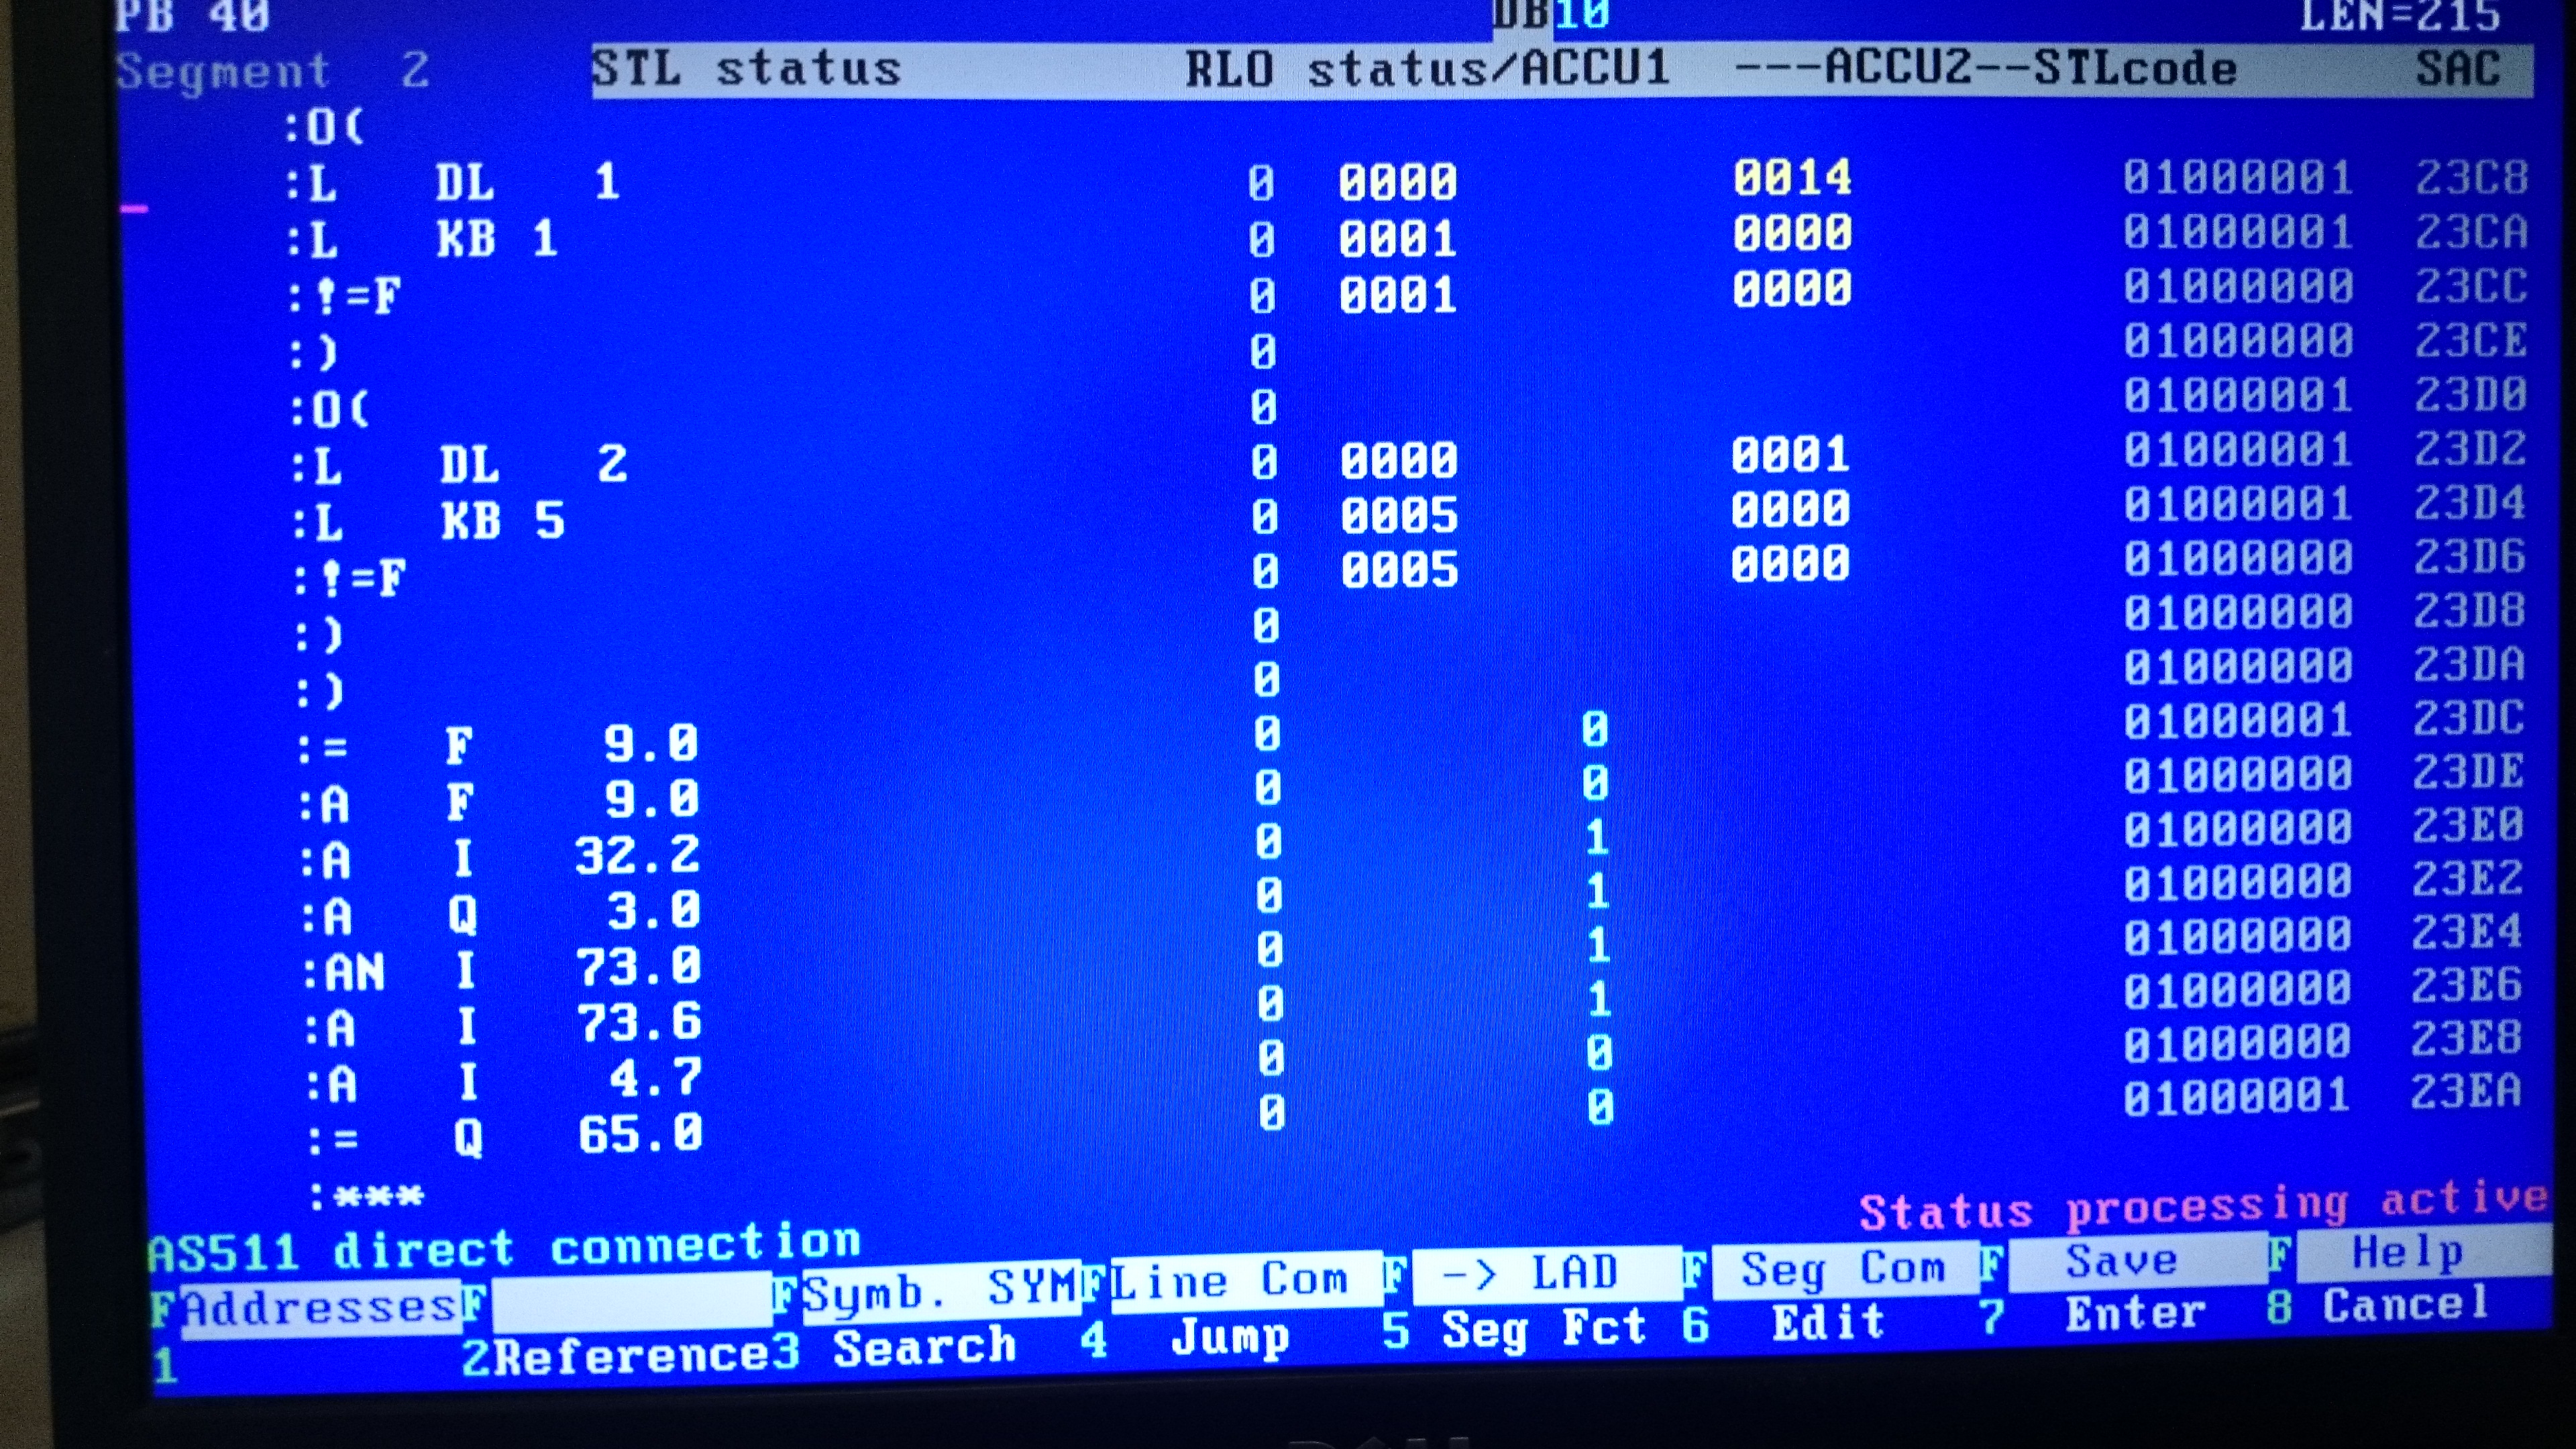 PB 40 DB10 LEN=215
Segment 2 STL status RLO status/ACCU1 ---ACCU2--STLcode SAC
:O(
:L DL 1 0 0000 0014 01000001 23C8
:L KB 1 0 0001 0000 01000001 23CA
:!=F 0 0001 0000 01000000 23CC
:) 0 01000000 23CE
:O( 0 01000001 23D0
:L DL 2 0 0000 0001 01000001 23D2
:L KB 5 0 0005 0000 01000001 23D4
:!=F 0 0005 0000 01000000 23D6
:) 0 01000000 23D8
:) 0 01000000 23DA
:= F 9.0 0 0 01000001 23DC
:A F 9.0 0 0 01000000 23DE
:A I 32.2 0 1 01000000 23E0
:A Q 3.0 0 1 01000000 23E2
:AN I 73.0 0 1 01000000 23E4
:A I 73.6 0 1 01000000 23E6
:A I 4.7 0 0 01000000 23E8
:= Q 65.0 0 0 01000001 23EA
:***
Status processing active
AS511 direct connection
F Addresses F F Symb. SYM F Line Com F -> LAD F Seg Com F Save F Help
1 2 Reference 3 Search 4 Jump 5 Seg Fct 6 Edit 7 Enter 8 Cancel